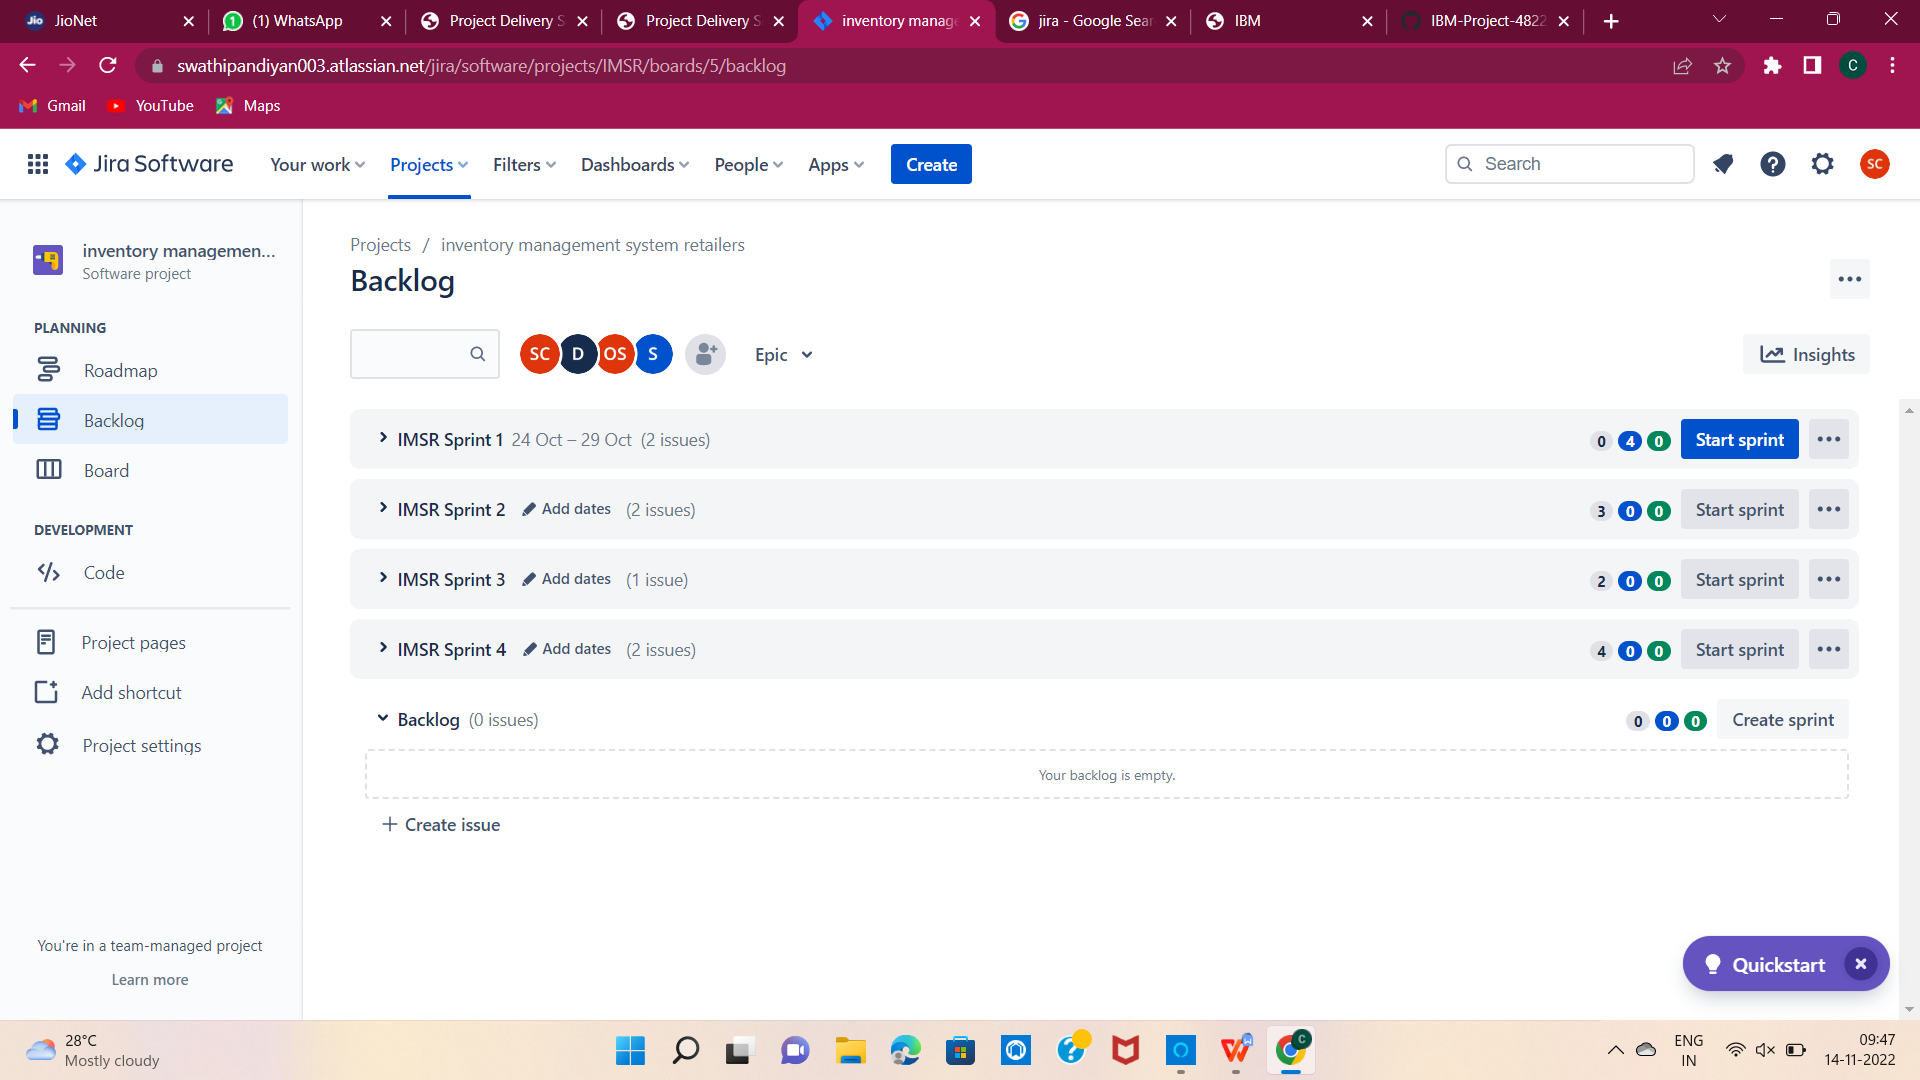 Jio JioNet
(1) WhatsApp
Project Delivery S
Project Delivery S
inventory manage
jira - Google Sear
IBM
IBM-Project-4822
swathipandiyan003.atlassian.net/jira/software/projects/IMSR/boards/5/backlog
C
Gmail
YouTube
Maps
Jira Software
Your work
Projects
Filters
Dashboards
People
Apps
Create
Search
SC
inventory managemen...
Software project
PLANNING
Roadmap
Backlog
Board
DEVELOPMENT
Code
Project pages
Add shortcut
Project settings
You're in a team-managed project
Learn more
Projects / inventory management system retailers
Backlog
SC D OS S
Epic
Insights
IMSR Sprint 1 24 Oct – 29 Oct (2 issues) 0 4 0 Start sprint
IMSR Sprint 2 Add dates (2 issues) 3 0 0 Start sprint
IMSR Sprint 3 Add dates (1 issue) 2 0 0 Start sprint
IMSR Sprint 4 Add dates (2 issues) 4 0 0 Start sprint
Backlog (0 issues) 0 0 0 Create sprint
Your backlog is empty.
+ Create issue
Quickstart
28°C
Mostly cloudy
C
ENG
IN
09:47
14-11-2022